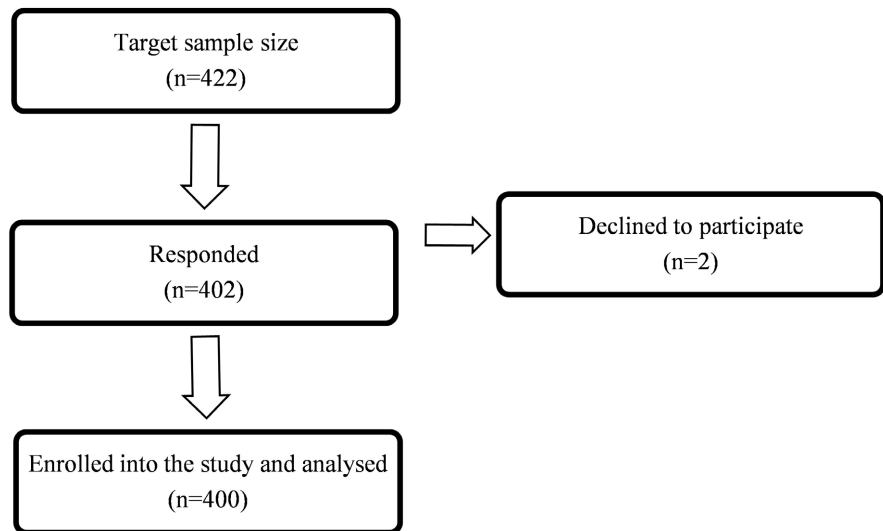 Target sample size
(n=422)
Responded
(n=402)
Declined to participate
(n=2)
Enrolled into the study and analysed
(n=400)